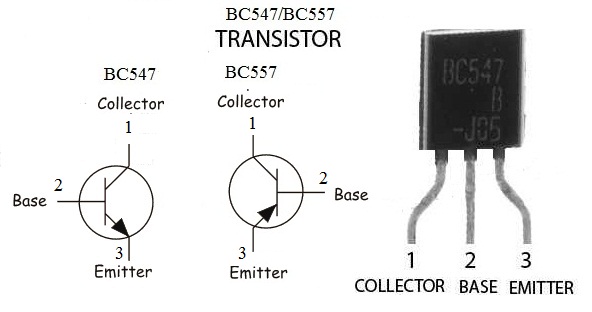 BC547/BC557
TRANSISTOR
BC547
Collector
1
2
Base
3
Emitter
BC557
Collector
1
2
Base
3
Emitter
BC547
B
-J05
1 2 3
COLLECTOR BASE EMITTER